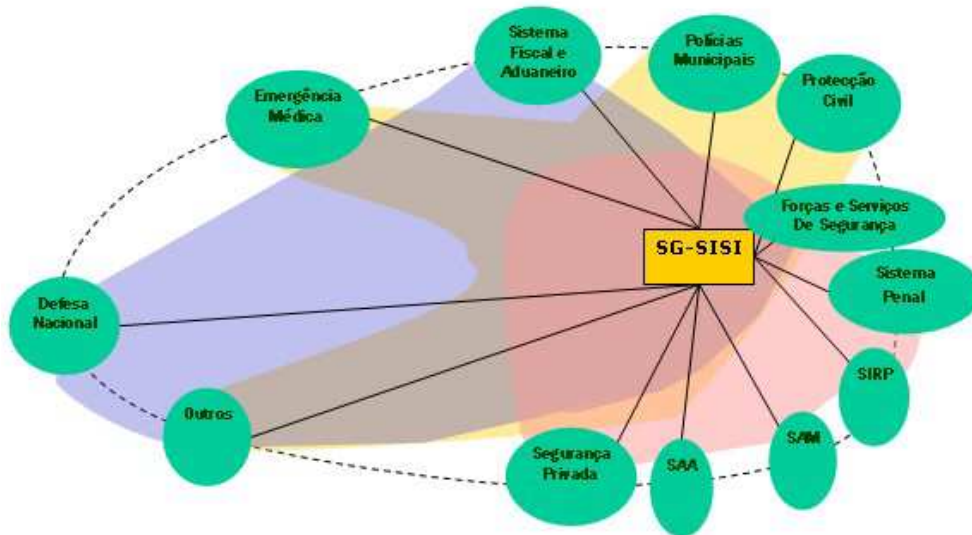 Sistema
Fiscal e
Aduaneiro
Polícias
Municipais
Protecção
Civil
Emergência
Médica
Forças e Serviços
De Segurança
SG-SISI
Sistema
Penal
Defesa
Nacional
SIRP
Outros
SAM
Segurança
Privada
SAA